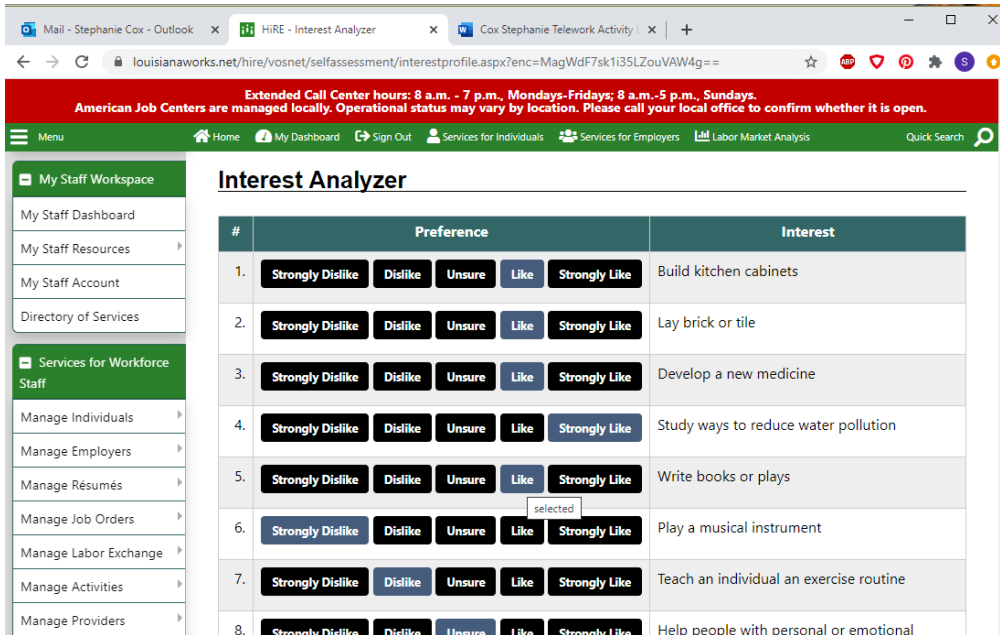 Mail - Stephanie Cox - Outlook
HiRE - Interest Analyzer
Cox Stephanie Telework Activity
louisianaworks.net/hire/vosnet/selfassessment/interestprofile.aspx?enc=MagWdF7sk1i35LZouVAW4g==
ABP
S
Extended Call Center hours: 8 a.m. - 7 p.m., Mondays-Fridays; 8 a.m.-5 p.m., Sundays.
American Job Centers are managed locally. Operational status may vary by location. Please call your local office to confirm whether it is open.
Menu Home My Dashboard Sign Out Services for Individuals Services for Employers Labor Market Analysis Quick Search
My Staff Workspace
My Staff Dashboard
My Staff Resources
My Staff Account
Directory of Services
Services for Workforce
Staff
Manage Individuals
Manage Employers
Manage Résumés
Manage Job Orders
Manage Labor Exchange
Manage Activities
Manage Providers
Interest Analyzer
# Preference Interest
1. Strongly Dislike Dislike Unsure Like Strongly Like Build kitchen cabinets
2. Strongly Dislike Dislike Unsure Like Strongly Like Lay brick or tile
3. Strongly Dislike Dislike Unsure Like Strongly Like Develop a new medicine
4. Strongly Dislike Dislike Unsure Like Strongly Like Study ways to reduce water pollution
5. Strongly Dislike Dislike Unsure Like Strongly Like Write books or plays
selected
6. Strongly Dislike Dislike Unsure Like Strongly Like Play a musical instrument
7. Strongly Dislike Dislike Unsure Like Strongly Like Teach an individual an exercise routine
8. Strongly Dislike Dislike Unsure Like Strongly Like Help people with personal or emotional